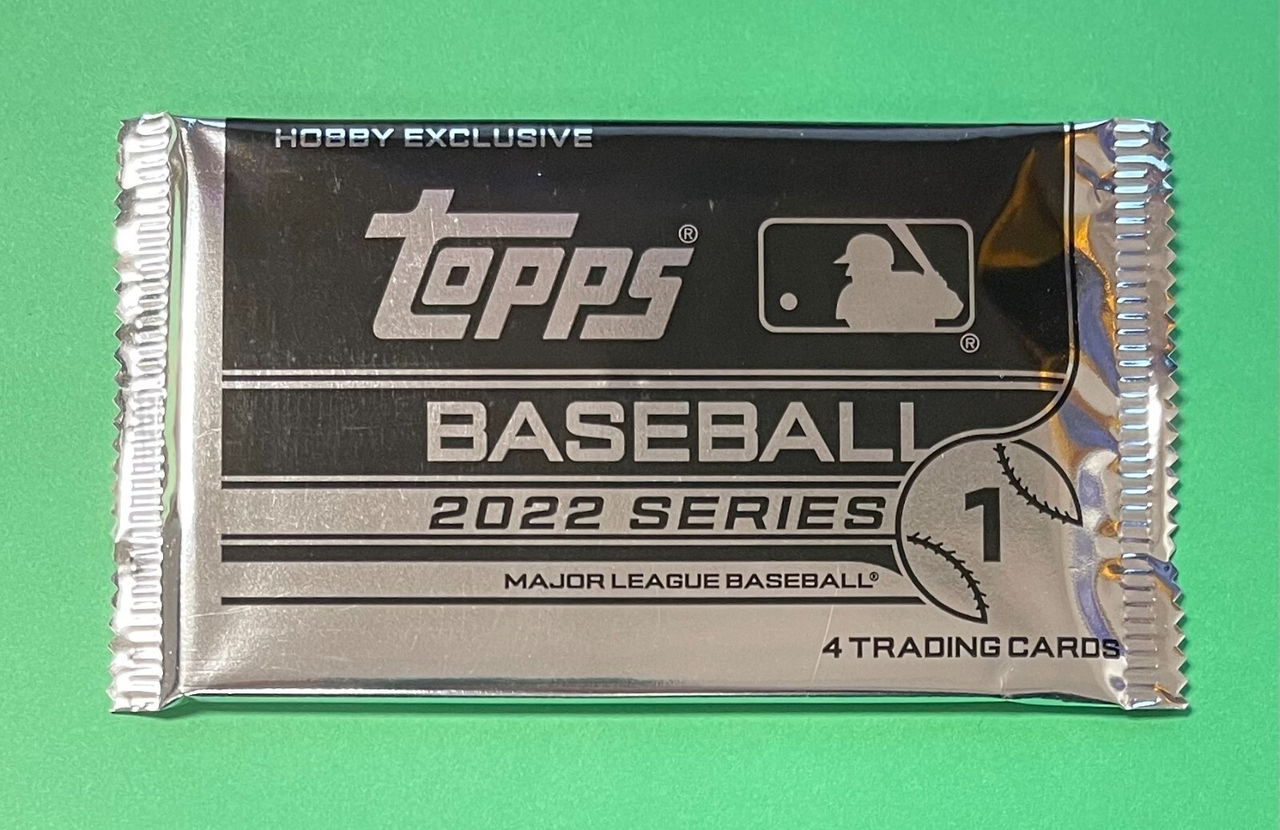 HOBBY EXCLUSIVE
topps®
®
BASEBALL
2022 SERIES 1
MAJOR LEAGUE BASEBALL®
4 TRADING CARDS